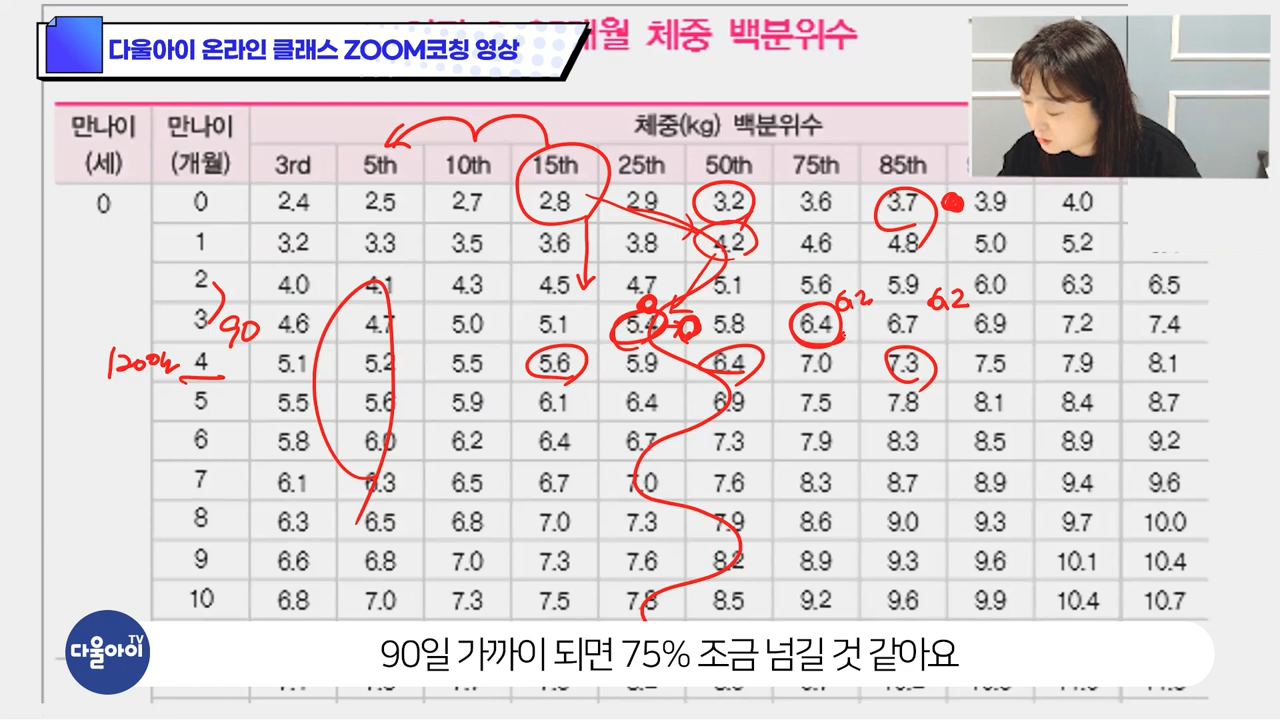 다울아이 온라인 클래스 ZOOM코칭 영상
개월 체중 백분위수
만나이 (세) 만나이 (개월) 체중(kg) 백분위수
3rd 5th 10th 15th 25th 50th 75th 85th
0 0 2.4 2.5 2.7 2.8 2.9 3.2 3.6 3.7 3.9 4.0
1 3.2 3.3 3.5 3.6 3.8 4.2 4.6 4.8 5.0 5.2
2 4.0 4.1 4.3 4.5 4.7 5.1 5.6 5.9 6.0 6.3 6.5
6.2 6.2
3 4.6 4.7 5.0 5.1 5.4 5.8 6.4 6.7 6.9 7.2 7.4
90
4 5.1 5.2 5.5 5.6 5.9 6.4 7.0 7.3 7.5 7.9 8.1
5 5.5 5.6 5.9 6.1 6.4 6.9 7.5 7.8 8.1 8.4 8.7
6 5.8 6.0 6.2 6.4 6.7 7.3 7.9 8.3 8.5 8.9 9.2
7 6.1 6.3 6.5 6.7 7.0 7.6 8.3 8.7 8.9 9.4 9.6
8 6.3 6.5 6.8 7.0 7.3 7.9 8.6 9.0 9.3 9.7 10.0
9 6.6 6.8 7.0 7.3 7.6 8.2 8.9 9.3 9.6 10.1 10.4
10 6.8 7.0 7.3 7.5 7.8 8.5 9.2 9.6 9.9 10.4 10.7
다울아이 TV
90일 가까이 되면 75% 조금 넘길 것 같아요